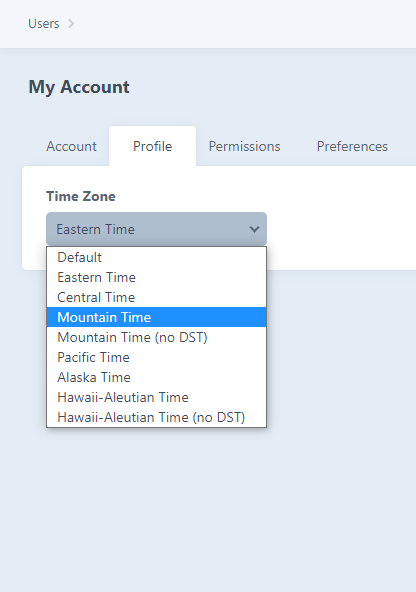 Users
My Account
Account Profile Permissions Preferences
Time Zone
Eastern Time
Default
Eastern Time
Central Time
Mountain Time
Mountain Time (no DST)
Pacific Time
Alaska Time
Hawaii-Aleutian Time
Hawaii-Aleutian Time (no DST)